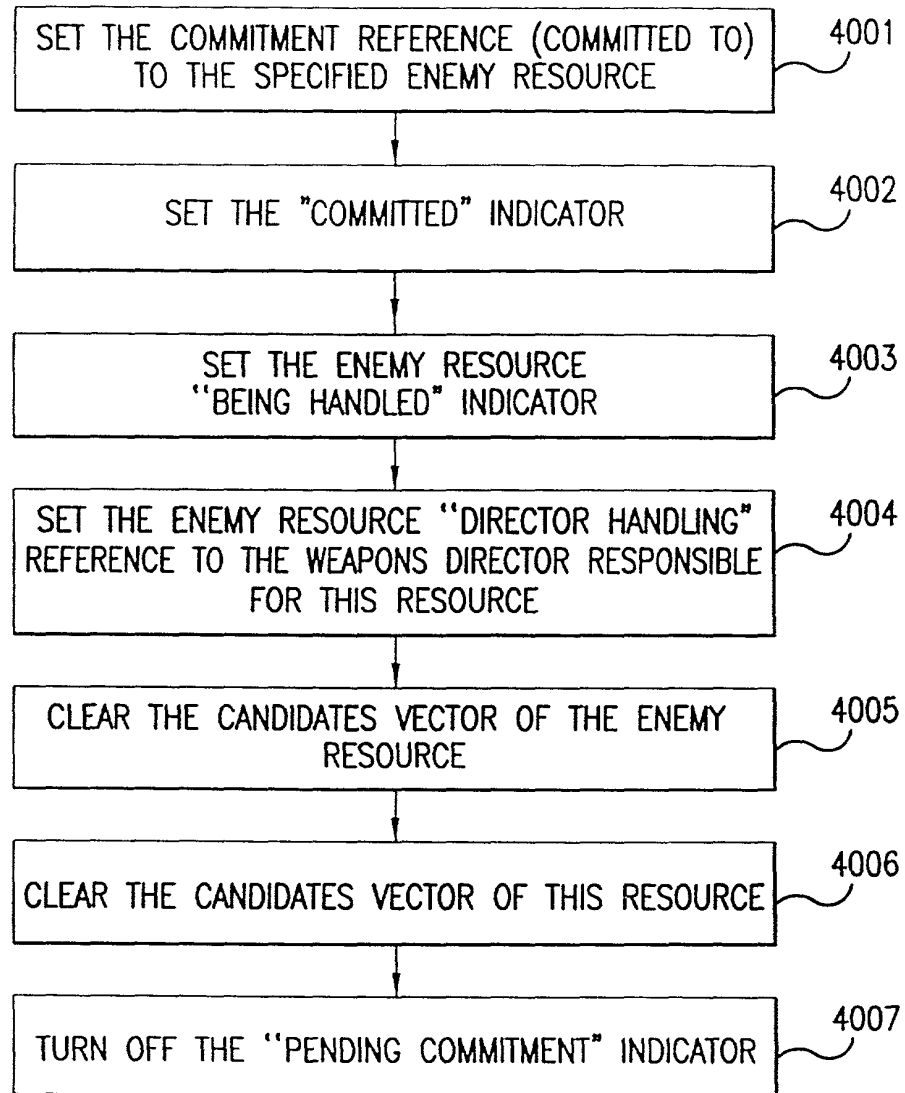 SET THE COMMITMENT REFERENCE (COMMITTED TO)
TO THE SPECIFIED ENEMY RESOURCE
4001
SET THE "COMMITTED" INDICATOR
4002
SET THE ENEMY RESOURCE
"BEING HANDLED" INDICATOR
4003
SET THE ENEMY RESOURCE "DIRECTOR HANDLING"
REFERENCE TO THE WEAPONS DIRECTOR RESPONSIBLE
FOR THIS RESOURCE
4004
CLEAR THE CANDIDATES VECTOR OF THE ENEMY
RESOURCE
4005
CLEAR THE CANDIDATES VECTOR OF THIS RESOURCE
4006
TURN OFF THE "PENDING COMMITMENT" INDICATOR
4007